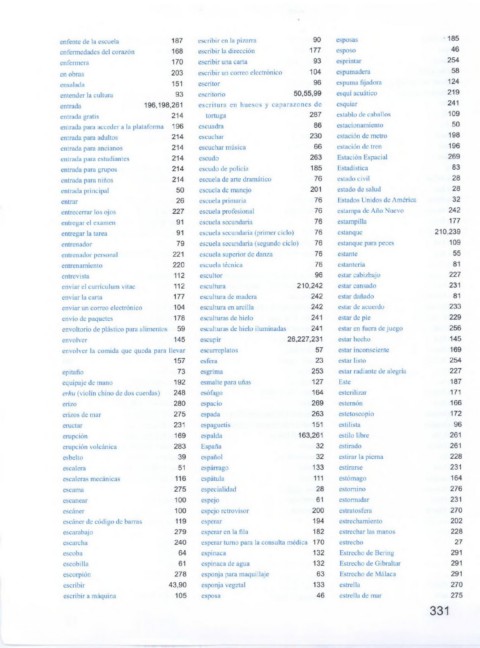 enfrente de la escuela 187
enfermedades del corazón 168
enfermera 170
en obras 203
ensalada 151
entender la cultura 93
entrada 196,198,261
entrada gratis 214
entrada para acceder a la plataforma 196
entrada para adultos 214
entrada para ancianos 214
entrada para estudiantes 214
entrada para grupos 214
entrada para niños 214
entrada principal 50
entrar 26
entrecerrar los ojos 227
entregar el examen 91
entregar la tarea 91
entrenador 79
entrenador personal 221
entrenamiento 220
entrevista 112
enviar el currículum vitae 112
enviar la carta 177
enviar un correo electrónico 104
envío de paquetes 178
envoltorio de plástico para alimentos 59
envolver 145
envolver la comida que queda para llevar
157
epitelio 73
equipaje de mano 192
erhu (violín chino de dos cuerdas) 248
erizo 280
erizos de mar 275
eructar 231
erupción 169
erupción volcánica 283
esbelto 39
escalera 51
escaleras mecánicas 116
escama 275
escanear 100
escáner 100
escáner de código de barras 119
escarabajo 279
escarcha 240
escoba 64
escobilla 61
escorpión 278
escribir 43,90
escribir a máquina 105
escribir en la pizarra 90
escribir la dirección 177
escribir una carta 93
escribir un correo electrónico 104
escritor 96
escritorio 50,55,99
escritura en huesos y caparazones de
tortuga 287
escuadra 86
escuchar 230
escuchar música 66
escudo 263
escudo de policía 185
escuela de arte dramático 76
escuela de manejo 201
escuela primaria 76
escuela profesional 76
escuela secundaria 76
escuela secundaria (primer ciclo) 76
escuela secundaria (segundo ciclo) 76
escuela superior de danza 76
escuela técnica 76
escultor 96
escultura 210,242
escultura de madera 242
escultura en arcilla 242
esculturas de hielo 241
esculturas de hielo iluminadas 241
escupir 26,227,231
escurreplatos 57
esfera 23
esgrima 253
esmalte para uñas 127
esófago 164
espacio 269
espada 263
espaguetis 151
espalda 163,261
España 32
español 32
espárrago 133
espátula 111
especialidad 28
espejo 61
espejo retrovisor 200
esperar 194
esperar en la fila 182
esperar turno para la consulta médica 170
espinaca 132
espinaca de agua 132
esponja para maquillaje 63
esponja vegetal 133
esposa 46
esposas 185
esposo 46
esprintar 254
espumadera 58
espuma fijadora 124
esquí acuático 219
esquiar 241
establo de caballos 109
estacionamiento 50
estación de metro 198
estación de tren 196
Estación Espacial 269
Estadística 83
estado civil 28
estado de salud 28
Estados Unidos de América 32
estampa de Año Nuevo 242
estampilla 177
estanque 210,239
estanque para peces 109
estante 55
estantería 81
estar cabizbajo 227
estar cansado 231
estar dañado 81
estar de acuerdo 233
estar de pie 229
estar en fuera de juego 256
estar harto 145
estar inconsciente 169
estar listo 254
estar radiante de alegría 227
Este 187
esterilizar 171
esternón 166
estetoscopio 172
estilista 96
estilo libre 261
estirado 261
estirar la pierna 228
estirarse 231
estómago 164
estornino 276
estornudar 231
estratosfera 270
estrechamiento 202
estrechar las manos 228
estrecho 27
Estrecho de Bering 291
Estrecho de Gibraltar 291
Estrecho de Málaca 291
estrella 270
estrella de mar 275
331